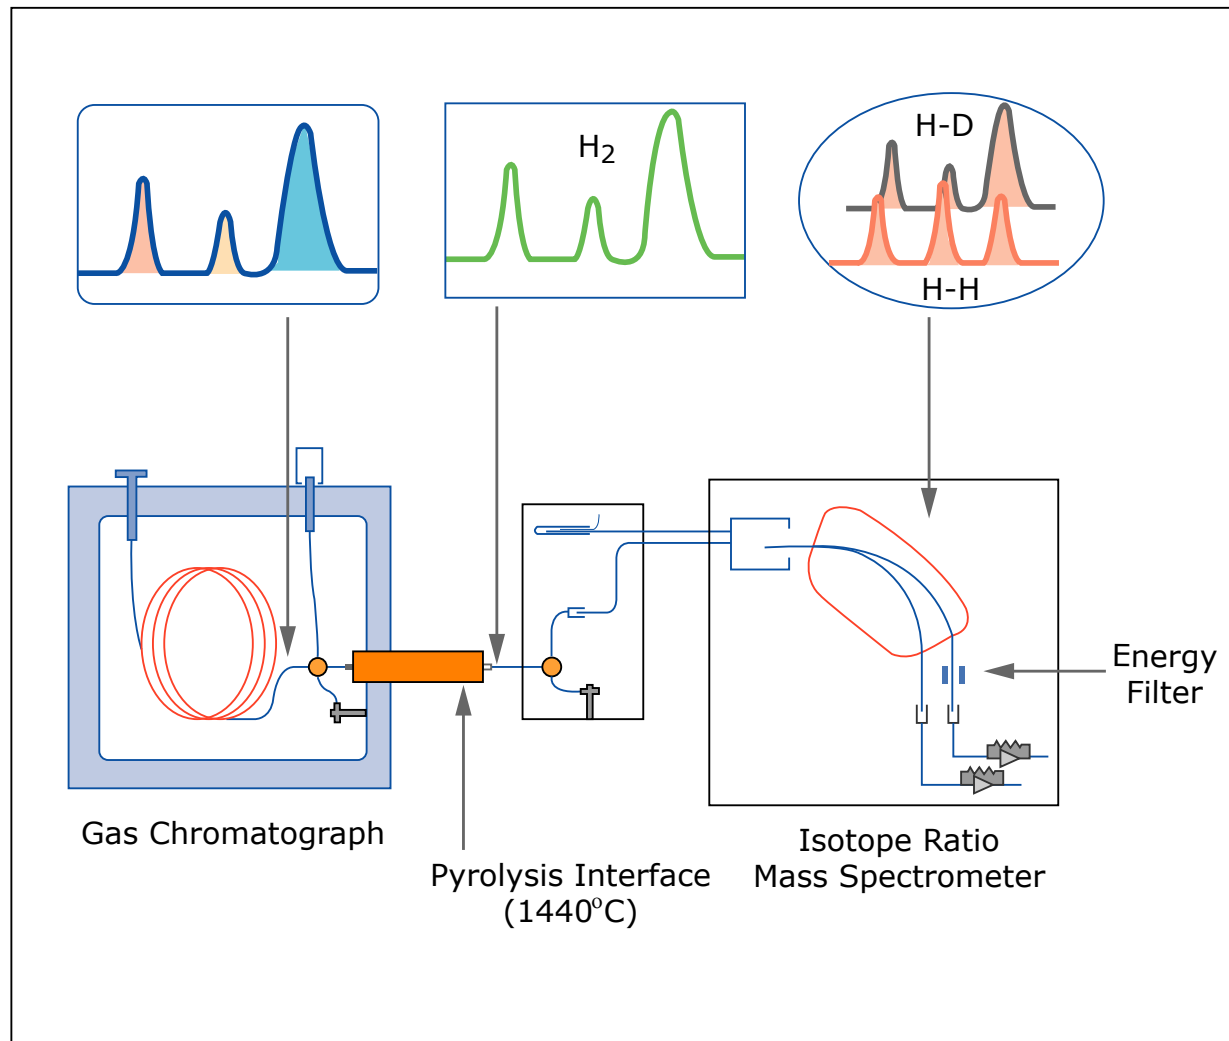 H₂
H-D
H-H
Energy
Filter
Gas Chromatograph
Pyrolysis Interface
(1440°C)
Isotope Ratio
Mass Spectrometer